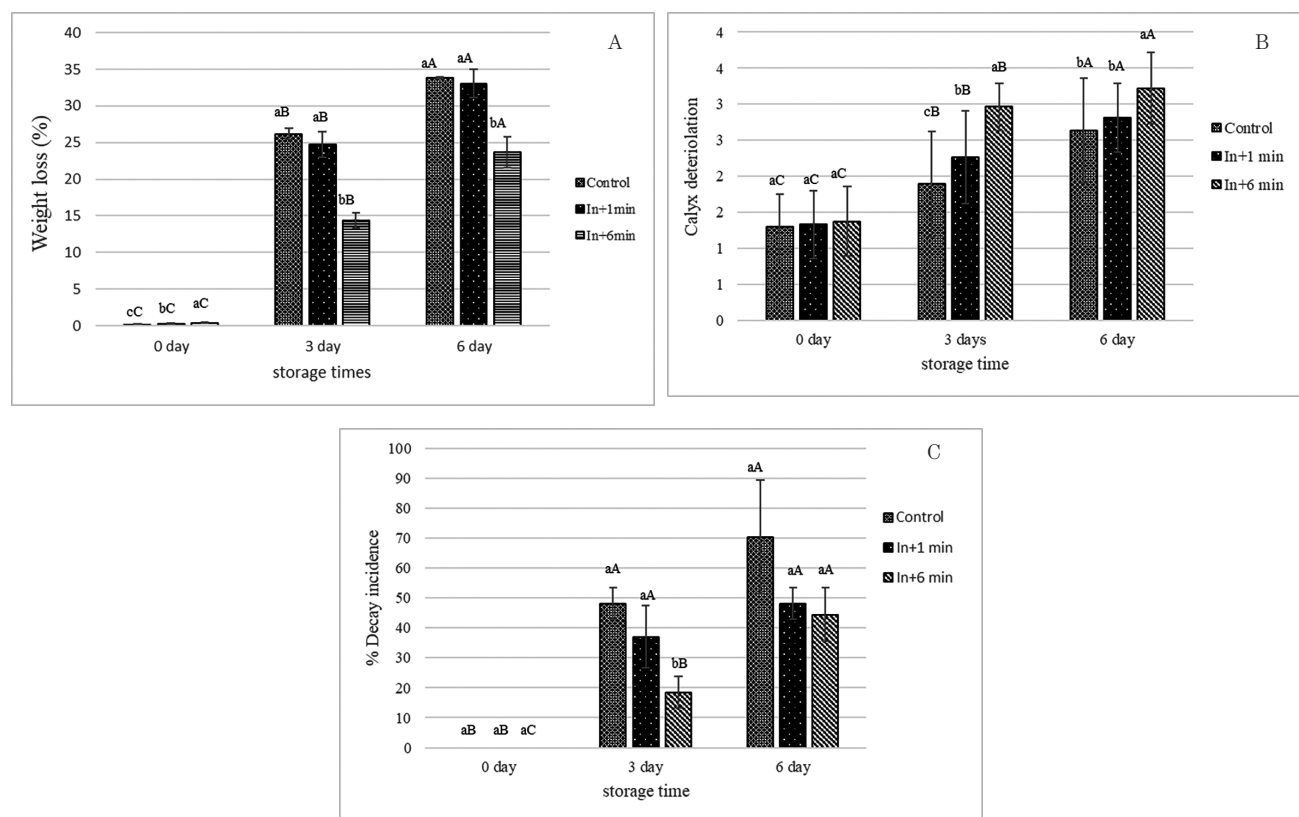 A
Weight loss (%)
40
35
30
25
20
15
10
5
0
cC bC aC
aB aB bB
aA aA bA
0 day 3 day 6 day
storage times
Control
In+1min
In+6min
B
Calyx deteriolation
4
4
3
3
2
2
1
1
0
aC aC aC
cB bB aB
bA bA aA
0 day 3 days 6 day
storage time
Control
In+1 min
In+6 min
C
% Decay incidence
100
90
80
70
60
50
40
30
20
10
0
aB aB aC
aA aA bB
aA aA aA
0 day 3 day 6 day
storage time
Control
In+1 min
In+6 min